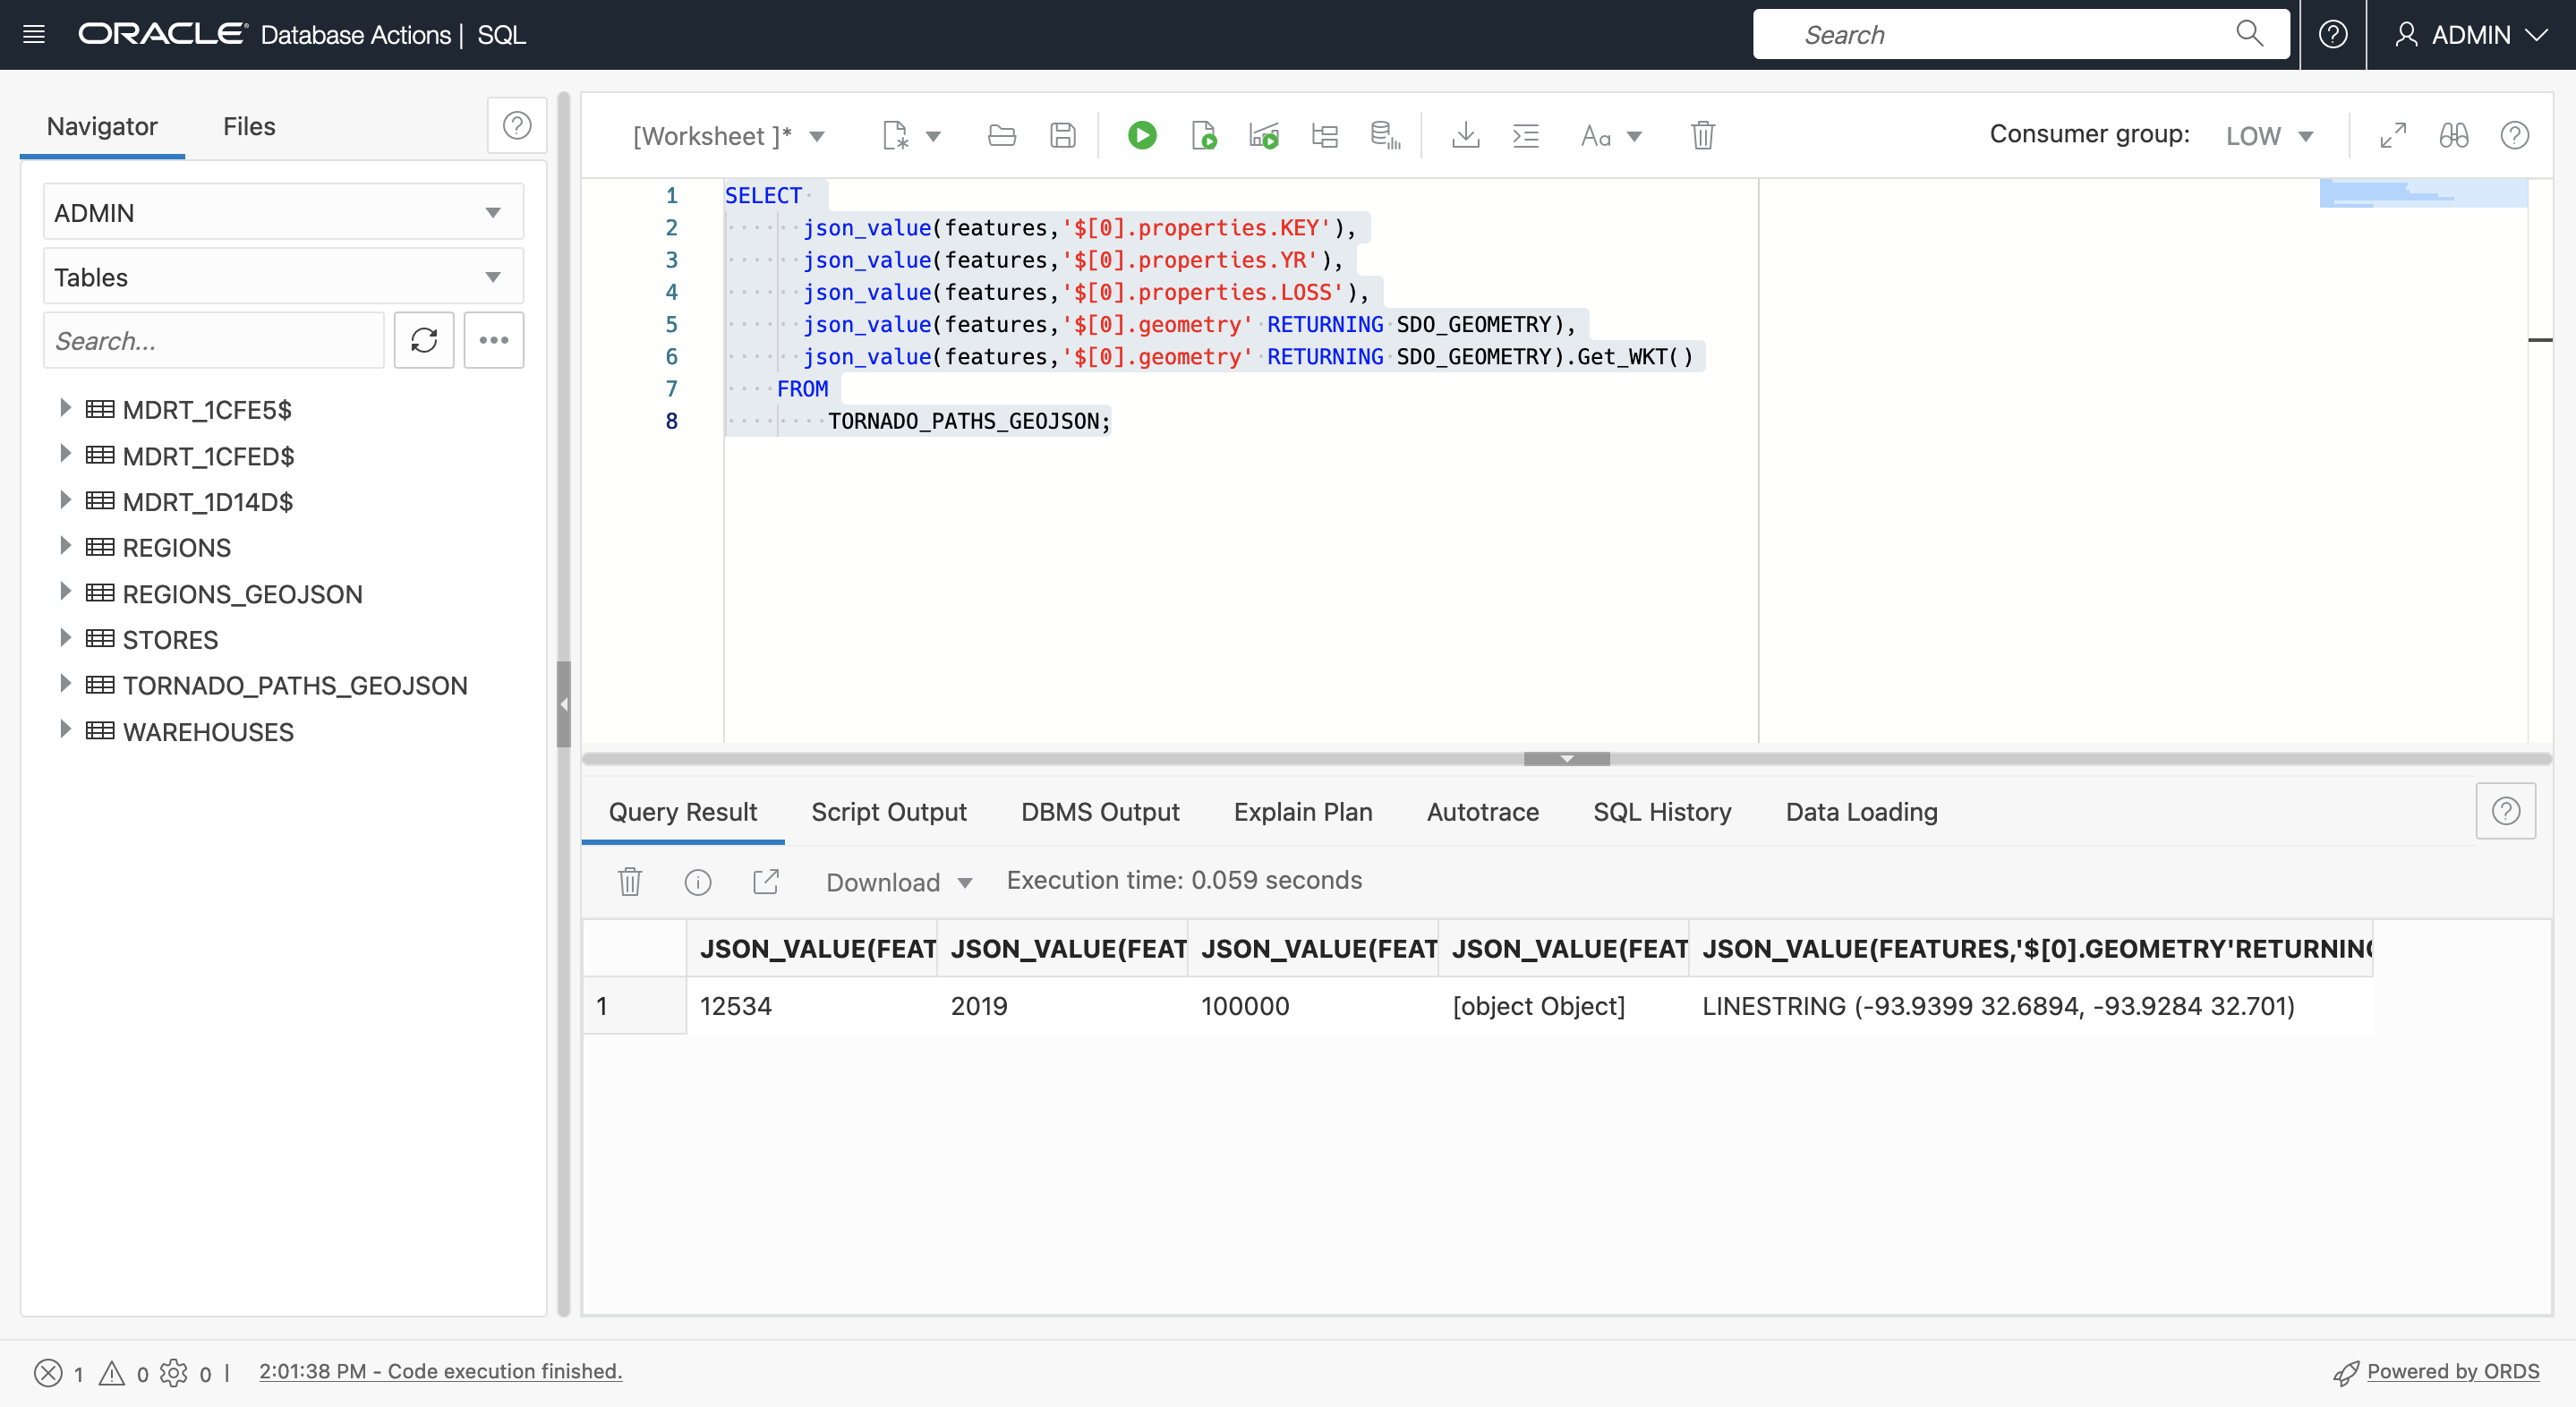 ORACLE Database Actions | SQL
Search
ADMIN
Navigator
Files
ADMIN
Tables
Search...
MDRT_1CFE5$
MDRT_1CFED$
MDRT_1D14D$
REGIONS
REGIONS_GEOJSON
STORES
TORNADO_PATHS_GEOJSON
WAREHOUSES
[Worksheet ]*
Aa
Consumer group: LOW
1 SELECT
2 json_value(features,'$[0].properties.KEY'),
3 json_value(features,'$[0].properties.YR'),
4 json_value(features,'$[0].properties.LOSS'),
5 json_value(features,'$[0].geometry' RETURNING SDO_GEOMETRY),
6 json_value(features,'$[0].geometry' RETURNING SDO_GEOMETRY).Get_WKT()
7 FROM
8 TORNADO_PATHS_GEOJSON;
Query Result Script Output DBMS Output Explain Plan Autotrace SQL History Data Loading
Download Execution time: 0.059 seconds
JSON_VALUE(FEAT JSON_VALUE(FEAT JSON_VALUE(FEAT JSON_VALUE(FEAT JSON_VALUE(FEATURES,'$[0].GEOMETRY'RETURNING
1 12534 2019 100000 [object Object] LINESTRING (-93.9399 32.6894, -93.9284 32.701)
1 0 0 | 2:01:38 PM - Code execution finished.
Powered by ORDS